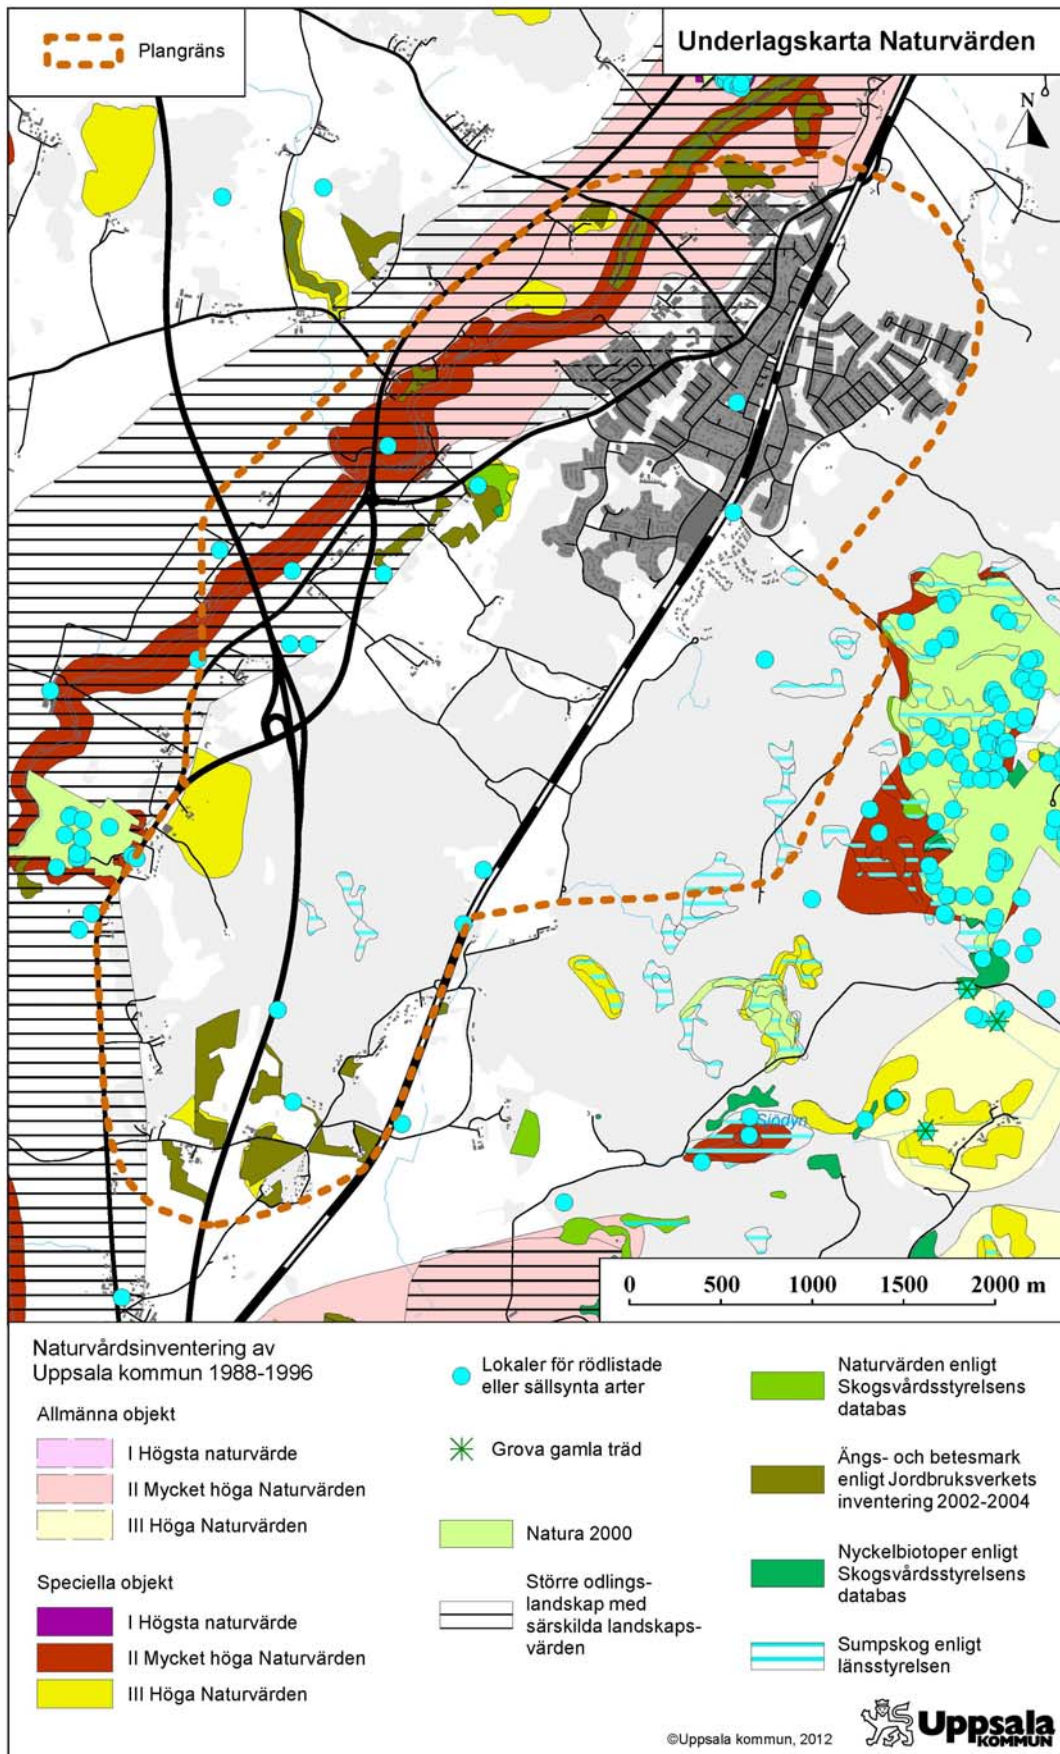 Plangräns
Underlagskarta Naturvärden
N
Sjödyn
0 500 1000 1500 2000 m
Naturvårdsinventering av
Uppsala kommun 1988-1996
Allmänna objekt
I Högsta naturvärde
II Mycket höga Naturvärden
III Höga Naturvärden
Speciella objekt
I Högsta naturvärde
II Mycket höga Naturvärden
III Höga Naturvärden
Lokaler för rödlistade
eller sällsynta arter
Grova gamla träd
Natura 2000
Större odlings-
landskap med
särskilda landskaps-
värden
Naturvärden enligt
Skogsvårdsstyrelsens
databas
Ängs- och betesmark
enligt Jordbruksverkets
inventering 2002-2004
Nyckelbiotoper enligt
Skogsvårdsstyrelsens
databas
Sumpskog enligt
länsstyrelsen
©Uppsala kommun, 2012
Uppsala
KOMMUN